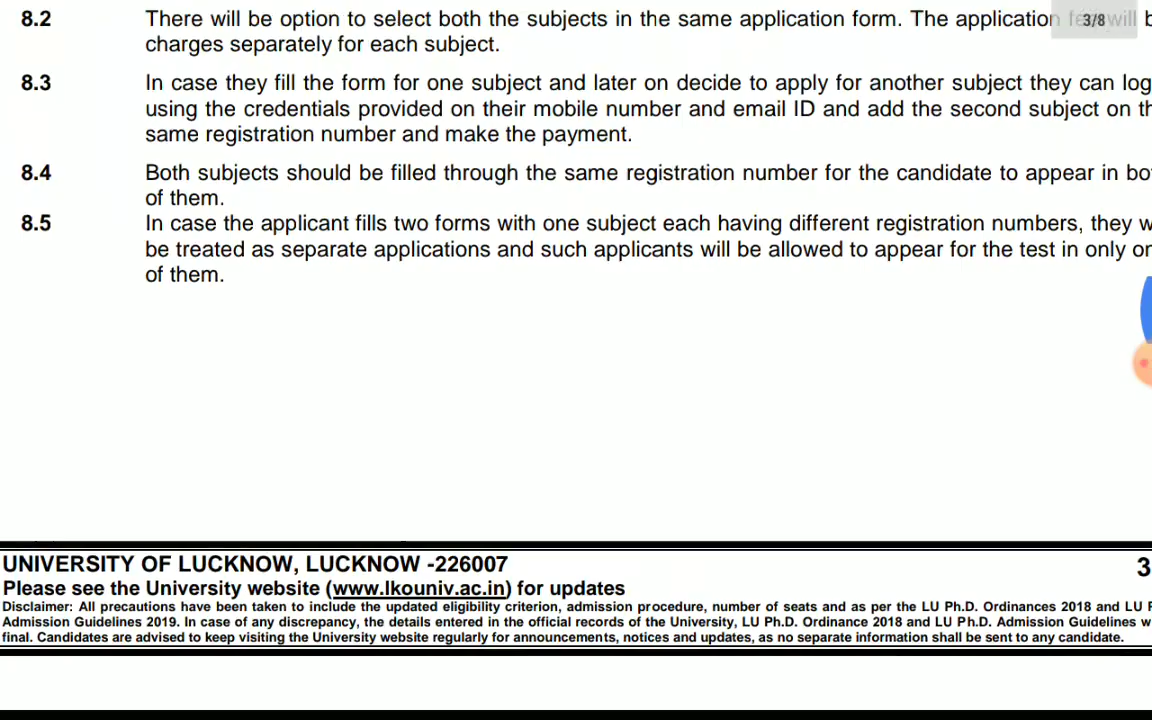 8.2 There will be option to select both the subjects in the same application form. The application fee will b
charges separately for each subject.
3/8
8.3 In case they fill the form for one subject and later on decide to apply for another subject they can log
using the credentials provided on their mobile number and email ID and add the second subject on th
same registration number and make the payment.
8.4 Both subjects should be filled through the same registration number for the candidate to appear in bo
of them.
8.5 In case the applicant fills two forms with one subject each having different registration numbers, they w
be treated as separate applications and such applicants will be allowed to appear for the test in only on
of them.
UNIVERSITY OF LUCKNOW, LUCKNOW -226007
3
Please see the University website (www.lkouniv.ac.in) for updates
Disclaimer: All precautions have been taken to include the updated eligibility criterion, admission procedure, number of seats and as per the LU Ph.D. Ordinances 2018 and LU P
Admission Guidelines 2019. In case of any discrepancy, the details entered in the official records of the University, LU Ph.D. Ordinance 2018 and LU Ph.D. Admission Guidelines w
final. Candidates are advised to keep visiting the University website regularly for announcements, notices and updates, as no separate information shall be sent to any candidate.